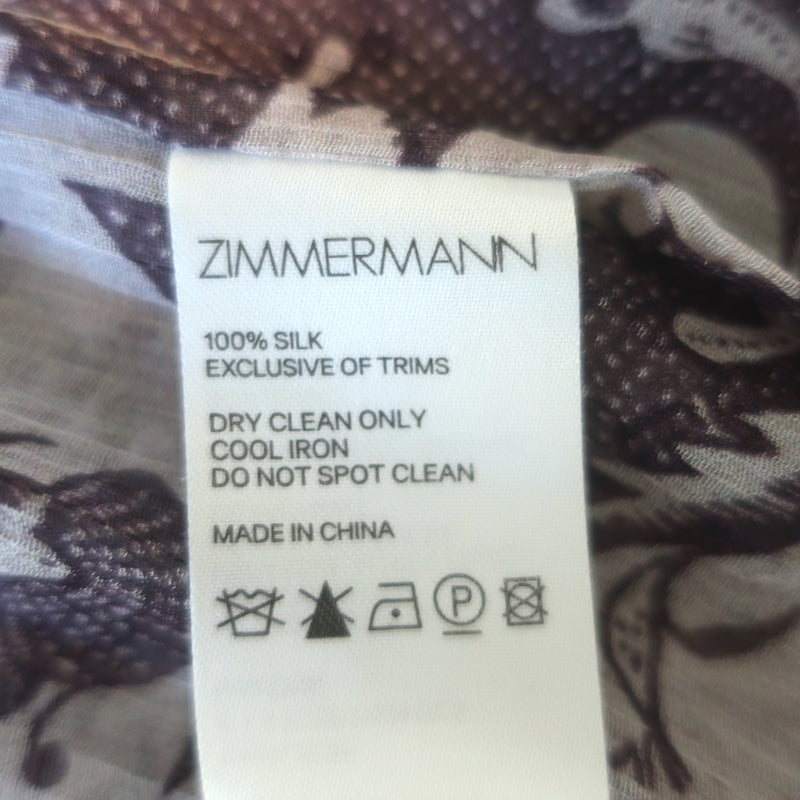 ZIMMERMANN
100% SILK
EXCLUSIVE OF TRIMS
DRY CLEAN ONLY
COOL IRON
DO NOT SPOT CLEAN
MADE IN CHINA
P